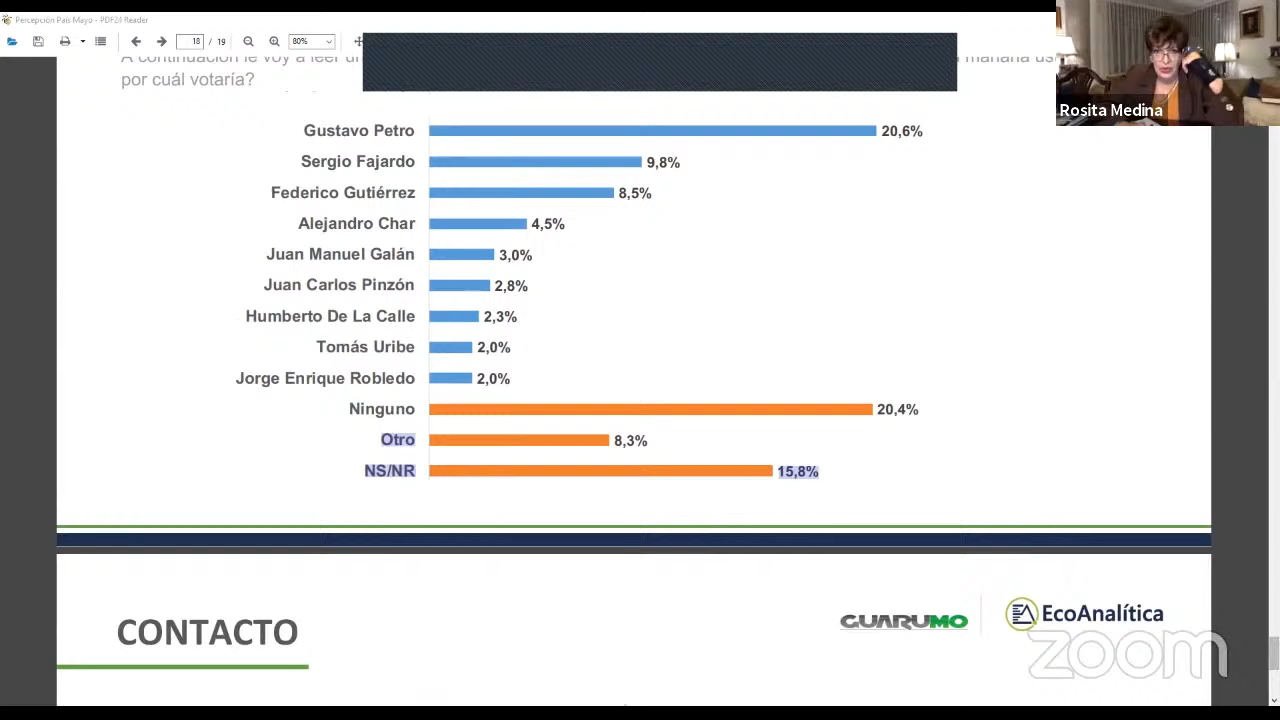 Percepción País Mayo - PDF24 Reader
18 / 19
80%
A continuación le voy a leer
mañana
por cuál votaría?
Rosita Medina
Gustavo Petro 20,6%
Sergio Fajardo 9,8%
Federico Gutiérrez 8,5%
Alejandro Char 4,5%
Juan Manuel Galán 3,0%
Juan Carlos Pinzón 2,8%
Humberto De La Calle 2,3%
Tomás Uribe 2,0%
Jorge Enrique Robledo 2,0%
Ninguno 20,4%
Otro 8,3%
NS/NR 15,8%
CONTACTO
GUARUMO
EcoAnalítica
zoom